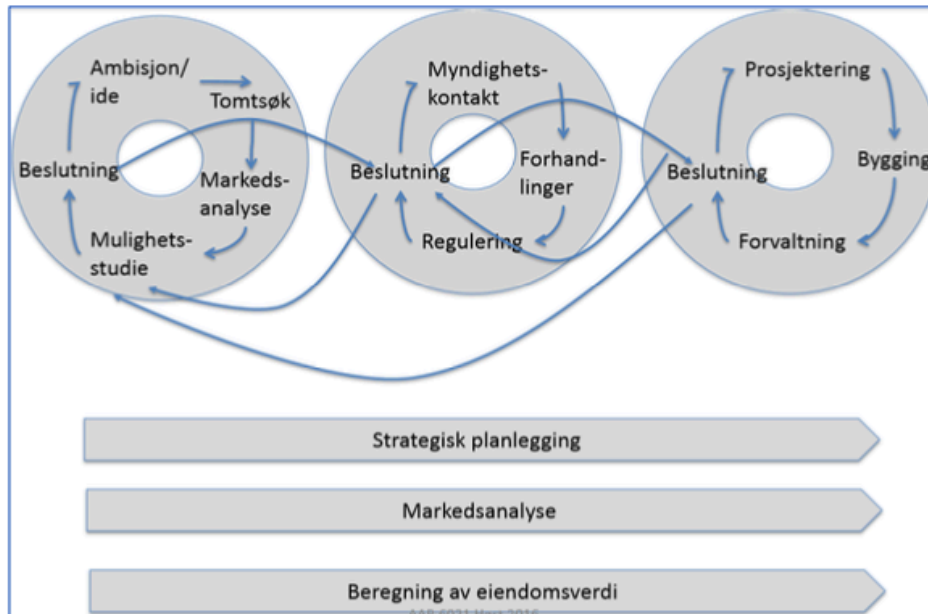 Ambisjon/
ide
Tomtsøk
Markeds-
analyse
Mulighets-
studie
Beslutning
Myndighets-
kontakt
Forhand-
linger
Regulering
Beslutning
Prosjektering
Bygging
Forvaltning
Beslutning
Strategisk planlegging
Markedsanalyse
Beregning av eiendomsverdi